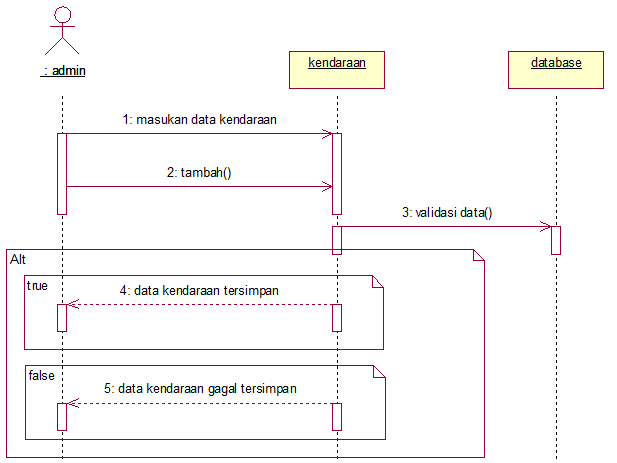 : admin
kendaraan
database
1: masukan data kendaraan
2: tambah()
3: validasi data()
Alt
true
4: data kendaraan tersimpan
false
5: data kendaraan gagal tersimpan